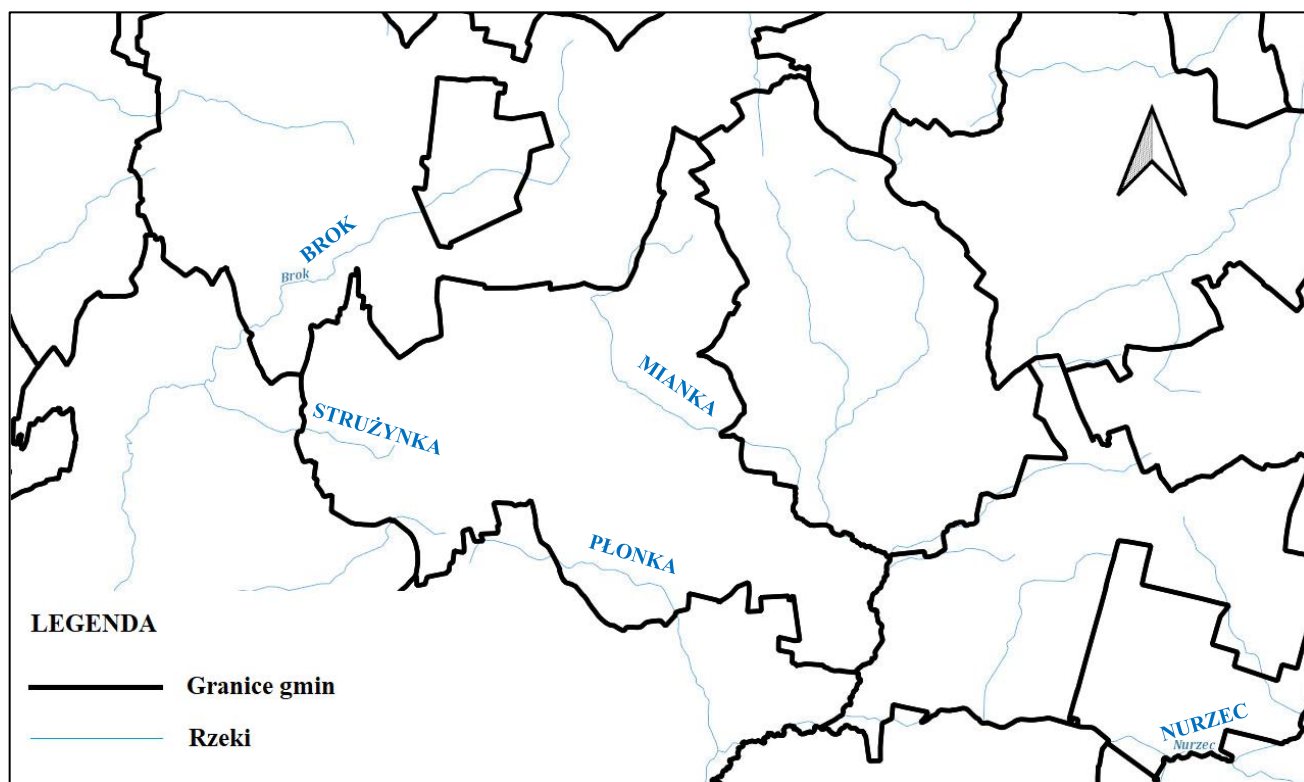 BROK
Brok
MIANKA
STRUŻYNKA
PŁONKA
LEGENDA
Granice gmin
Rzeki
NURZEC
Nurzec